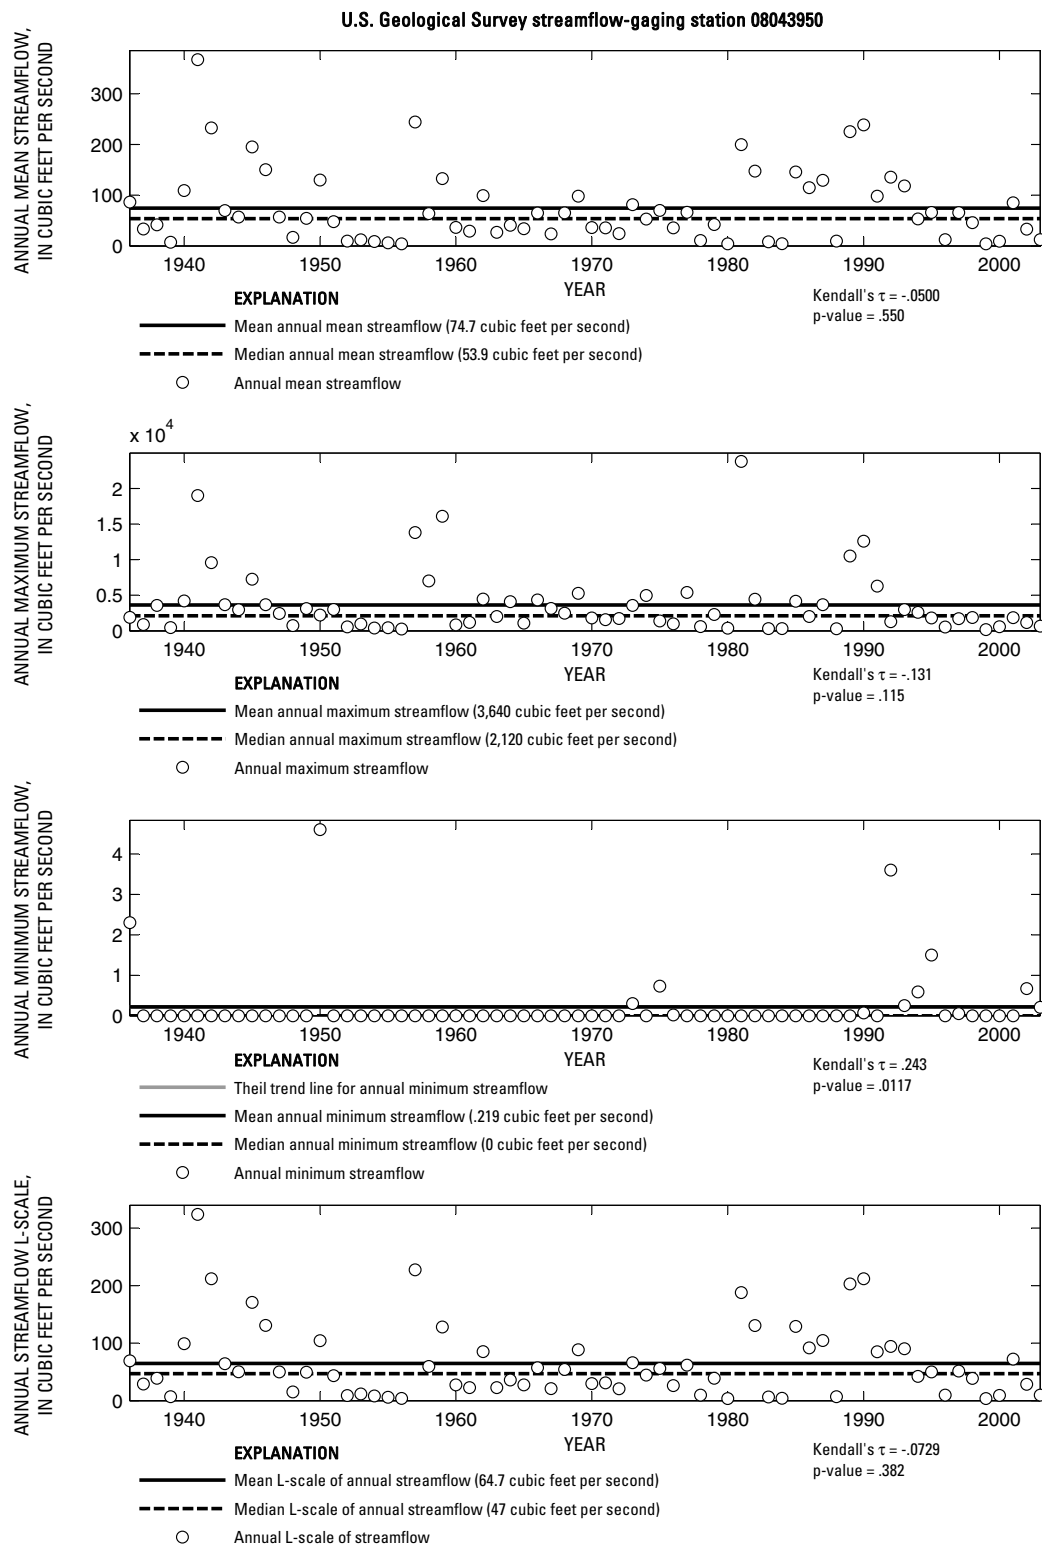 U.S. Geological Survey streamflow-gaging station 08043950
ANNUAL MEAN STREAMFLOW,
IN CUBIC FEET PER SECOND
300
200
100
0
1940 1950 1960 1970 1980 1990 2000
YEAR
Kendall's τ = -.0500
p-value = .550
EXPLANATION
Mean annual mean streamflow (74.7 cubic feet per second)
Median annual mean streamflow (53.9 cubic feet per second)
Annual mean streamflow
ANNUAL MAXIMUM STREAMFLOW,
IN CUBIC FEET PER SECOND
x 10^4
2
1.5
1
0.5
0
1940 1950 1960 1970 1980 1990 2000
YEAR
Kendall's τ = -.131
p-value = .115
EXPLANATION
Mean annual maximum streamflow (3,640 cubic feet per second)
Median annual maximum streamflow (2,120 cubic feet per second)
Annual maximum streamflow
ANNUAL MINIMUM STREAMFLOW,
IN CUBIC FEET PER SECOND
4
3
2
1
0
1940 1950 1960 1970 1980 1990 2000
YEAR
Kendall's τ = .243
p-value = .0117
EXPLANATION
Theil trend line for annual minimum streamflow
Mean annual minimum streamflow (.219 cubic feet per second)
Median annual minimum streamflow (0 cubic feet per second)
Annual minimum streamflow
ANNUAL STREAMFLOW L-SCALE,
IN CUBIC FEET PER SECOND
300
200
100
0
1940 1950 1960 1970 1980 1990 2000
YEAR
Kendall's τ = -.0729
p-value = .382
EXPLANATION
Mean L-scale of annual streamflow (64.7 cubic feet per second)
Median L-scale of annual streamflow (47 cubic feet per second)
Annual L-scale of streamflow